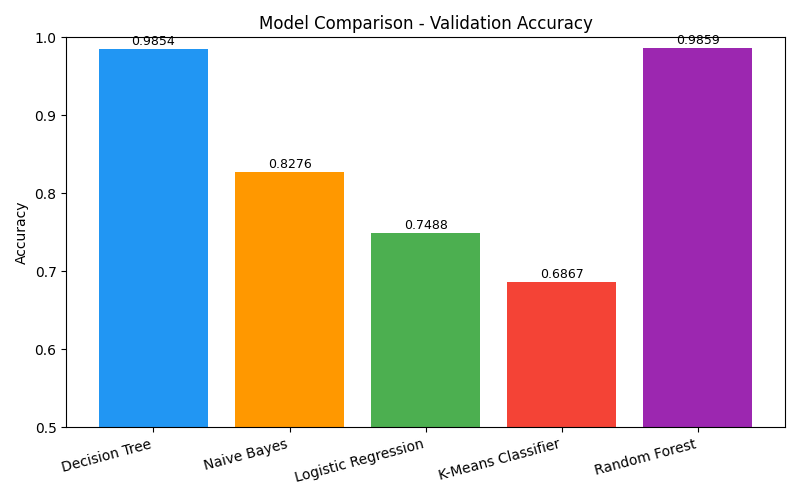 Model Comparison - Validation Accuracy
Accuracy
1.0
0.9
0.8
0.7
0.6
0.5
0.9854
0.8276
0.7488
0.6867
0.9859
Decision Tree
Naive Bayes
Logistic Regression
K-Means Classifier
Random Forest